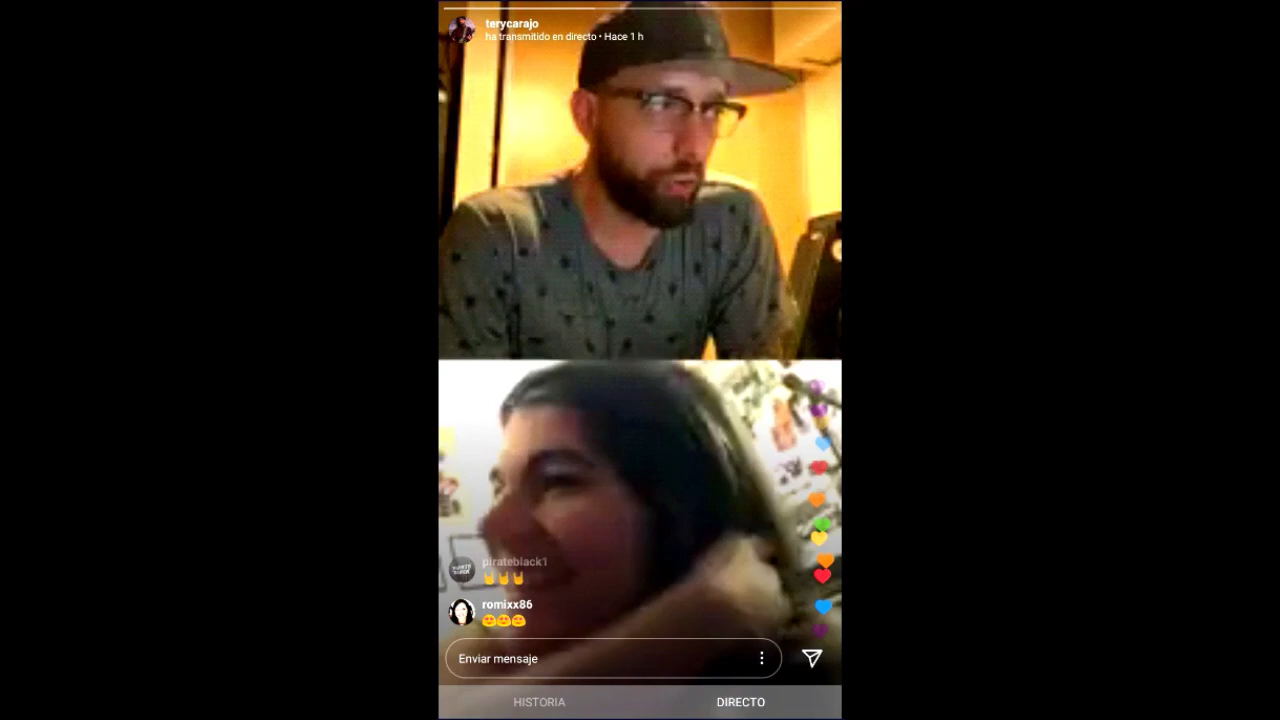 terycarajo
ha transmitido en directo • Hace 1 h
pirateblack1
romixx86
Enviar mensaje
HISTORIA
DIRECTO